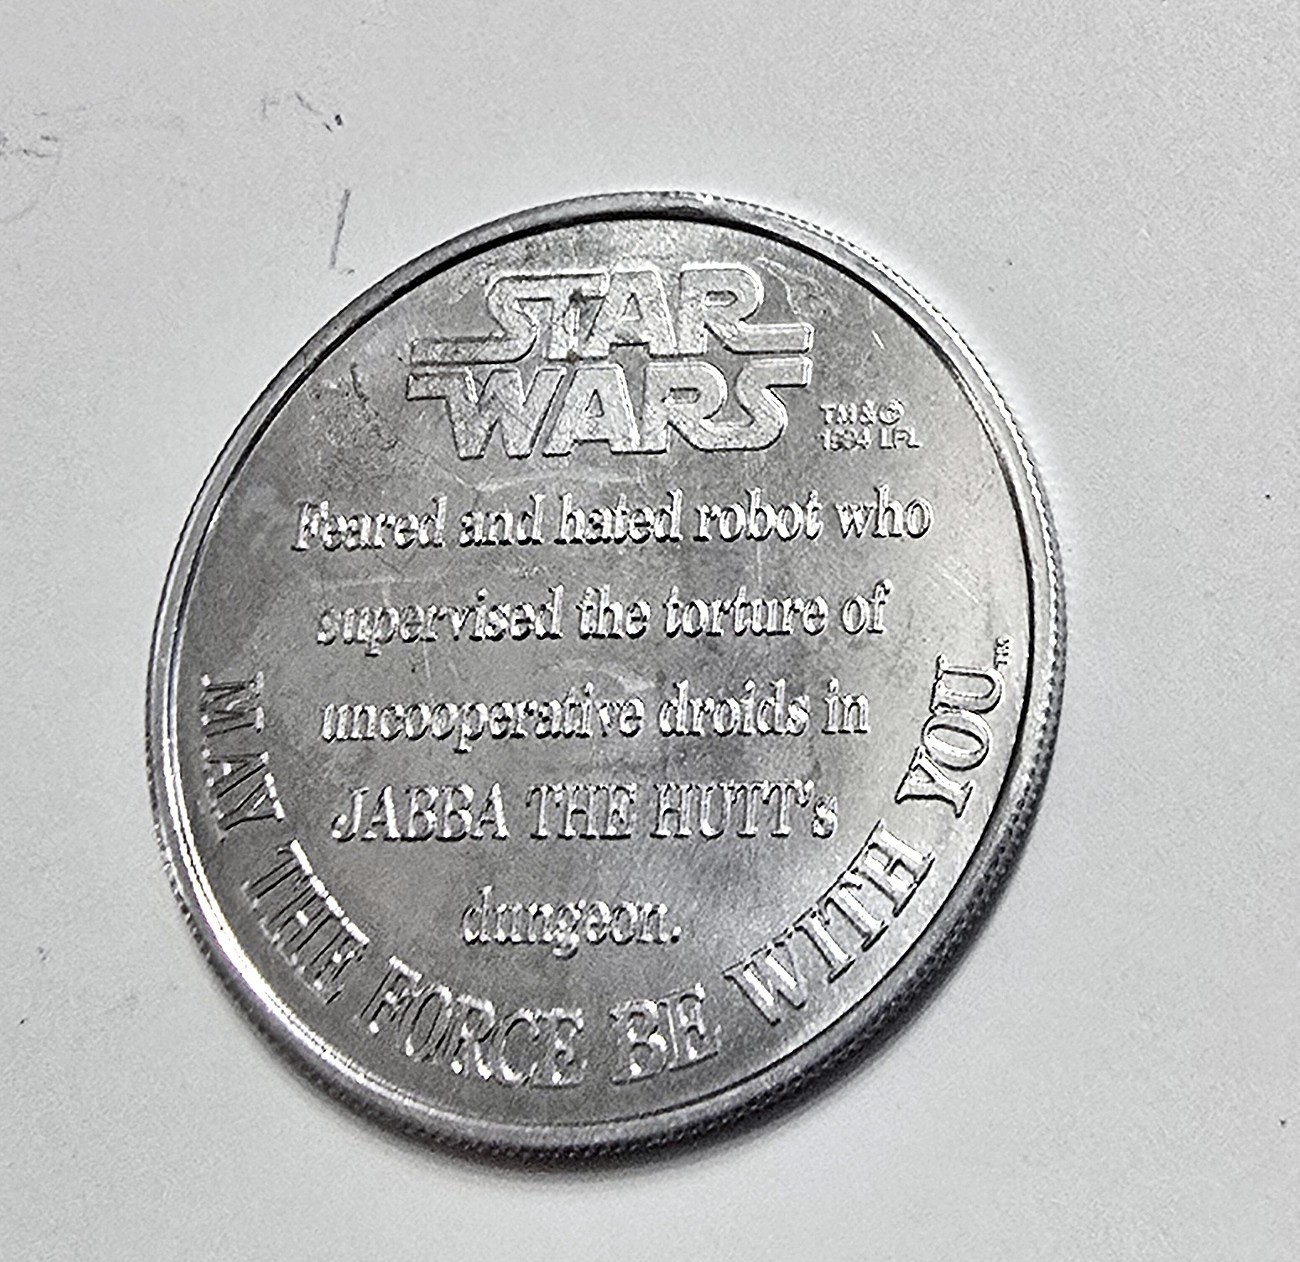 STAR
WARS
TM & ©
1984 LFL
Feared and hated robot who
supervised the torture of
uncooperative droids in
JABBA THE HUTT's
dungeon.
MAY THE FORCE BE WITH YOU™